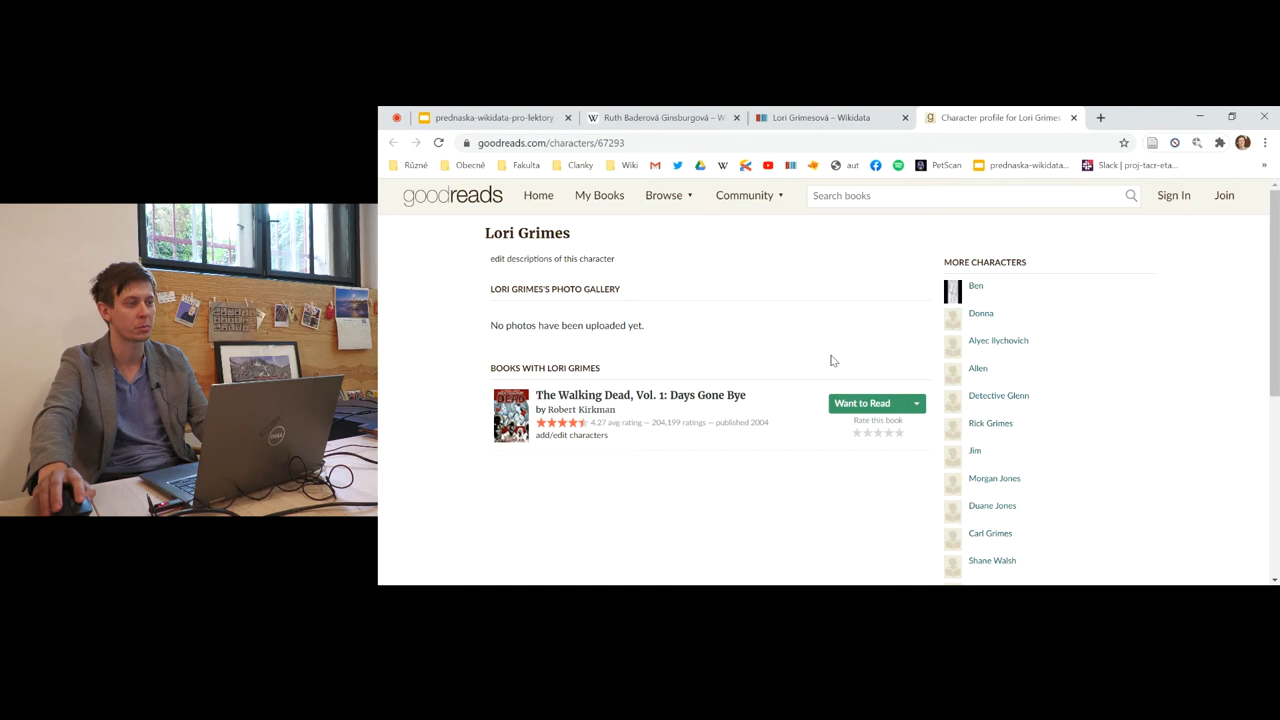 prednaska-wikidata-pro-lektory
Ruth Baderová Ginsburgová – W
Lori Grimesová – Wikidata
Character profile for Lori Grimes
goodreads.com/characters/67293
Různé
Obecně
Fakulta
Clanky
Wiki
aut
PetScan
prednaska-wikidata...
Slack | proj-tacr-eta...
»
goodreads
Home
My Books
Browse
Community
Search books
Sign In
Join
Lori Grimes
edit descriptions of this character
LORI GRIMES'S PHOTO GALLERY
No photos have been uploaded yet.
BOOKS WITH LORI GRIMES
The Walking Dead, Vol. 1: Days Gone Bye
by Robert Kirkman
4.27 avg rating — 204,199 ratings — published 2004
add/edit characters
Want to Read
Rate this book
MORE CHARACTERS
Ben
Donna
Alyec Ilychovich
Allen
Detective Glenn
Rick Grimes
Jim
Morgan Jones
Duane Jones
Carl Grimes
Shane Walsh
DELL